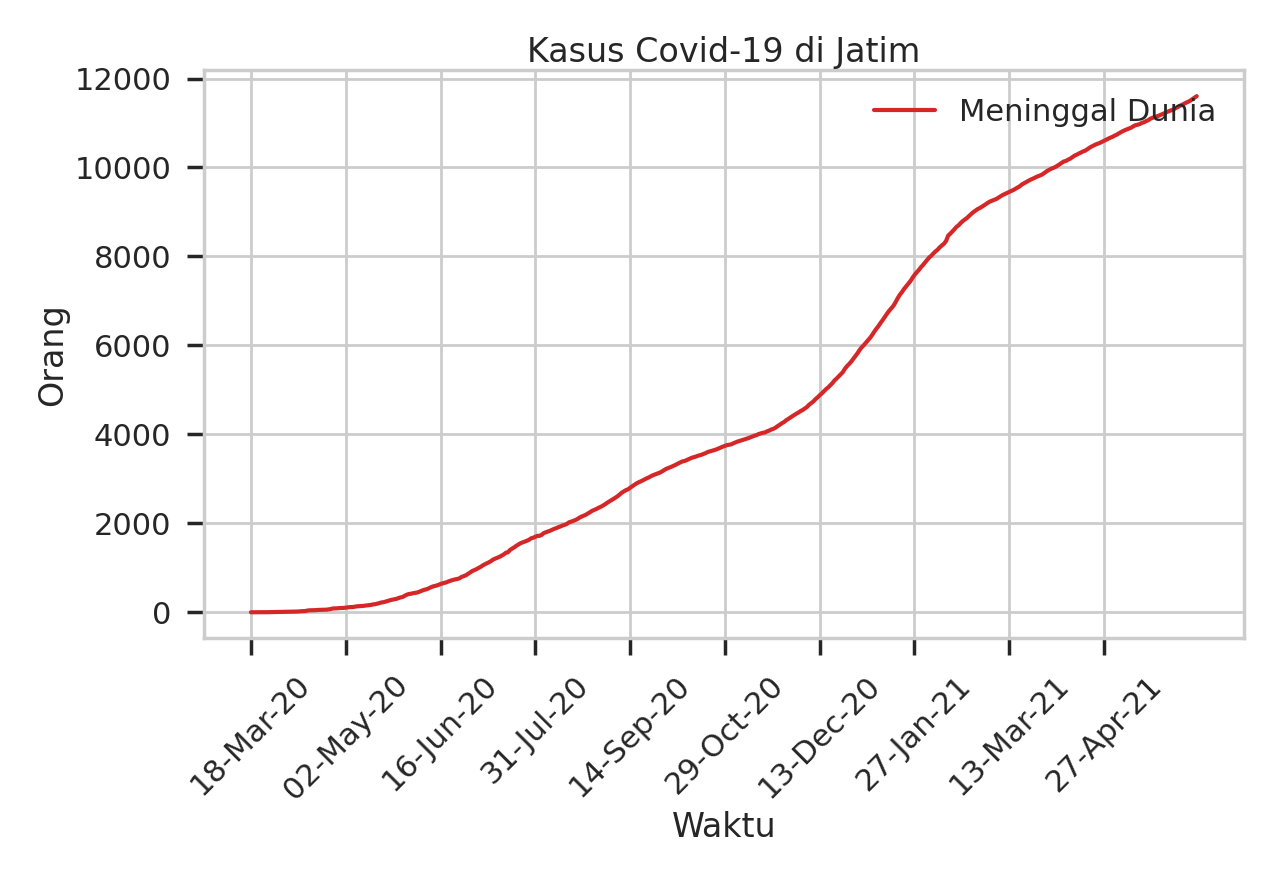 Kasus Covid-19 di Jatim
Meninggal Dunia
12000
10000
8000
6000
4000
2000
0
Orang
18-Mar-20
02-May-20
16-Jun-20
31-Jul-20
14-Sep-20
29-Oct-20
13-Dec-20
27-Jan-21
13-Mar-21
27-Apr-21
Waktu